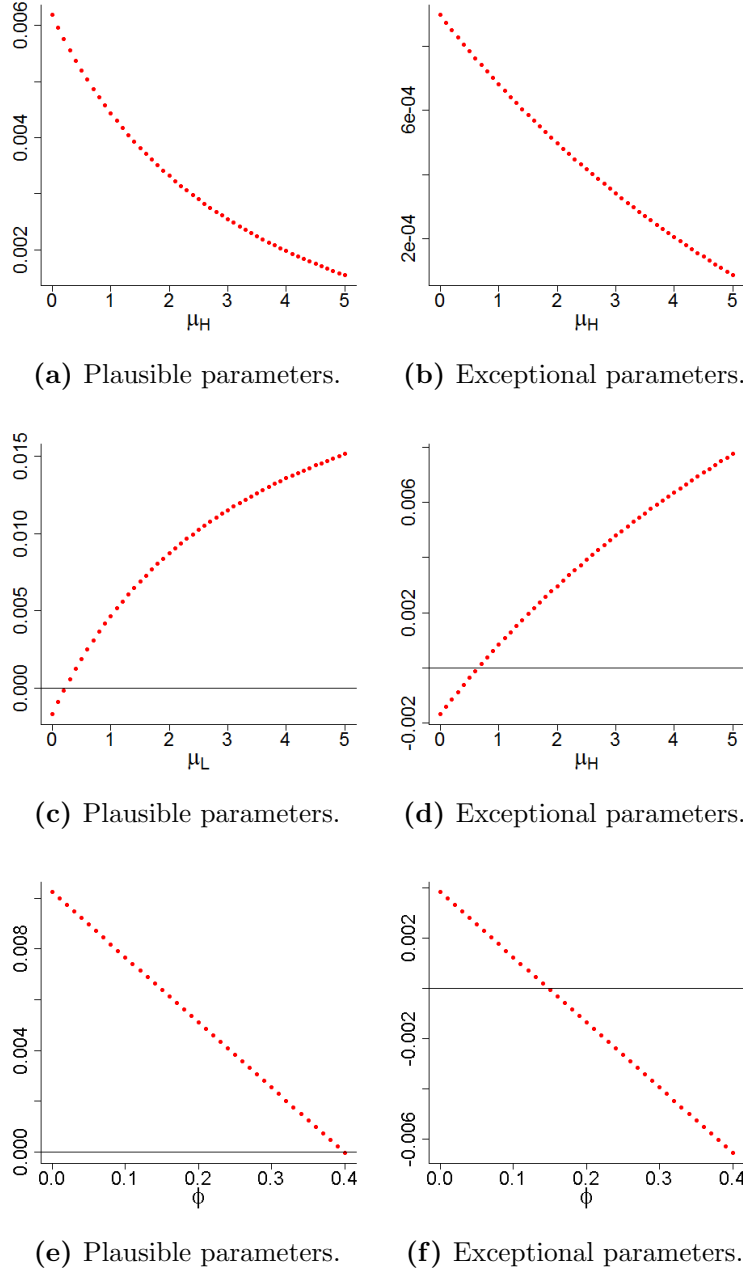 0.006
0.004
0.002
0 1 2 3 4 5
μH
6e-04
2e-04
0 1 2 3 4 5
μH
(a) Plausible parameters.
(b) Exceptional parameters.
0.015
0.010
0.005
0.000
0 1 2 3 4 5
μL
0.006
0.002
-0.002
0 1 2 3 4 5
μH
(c) Plausible parameters.
(d) Exceptional parameters.
0.008
0.004
0.000
0.0 0.1 0.2 0.3 0.4
ϕ
0.002
-0.002
-0.006
0.0 0.1 0.2 0.3 0.4
ϕ
(e) Plausible parameters.
(f) Exceptional parameters.